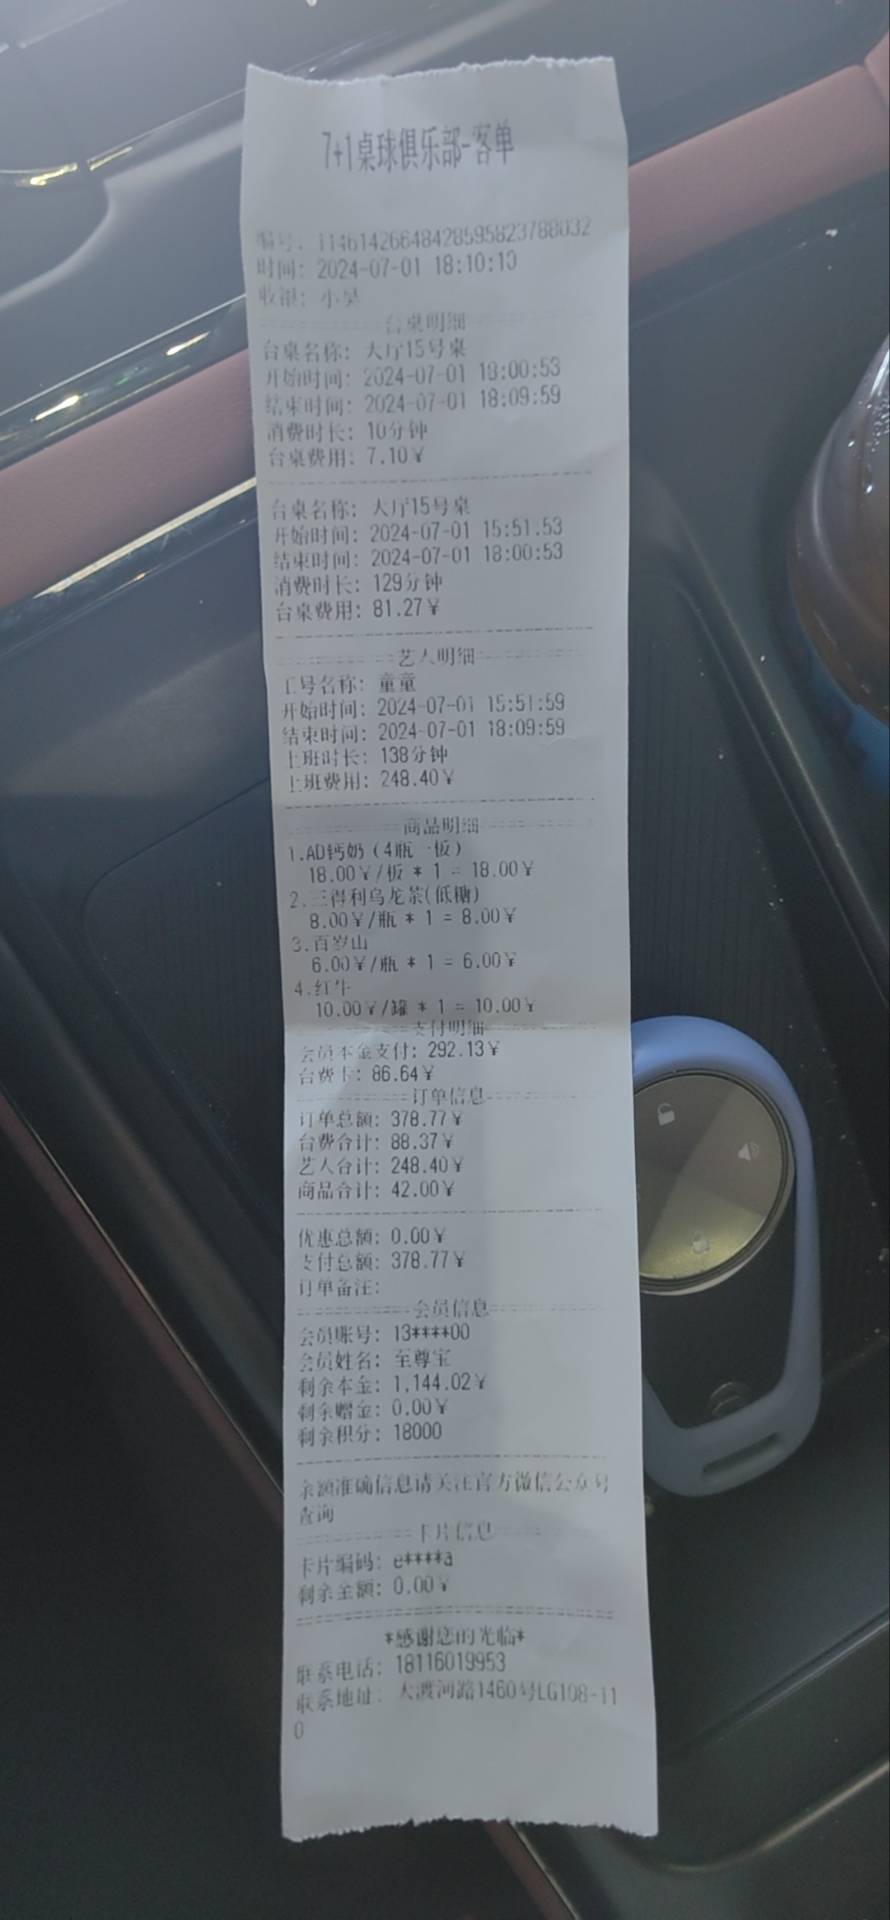 7+1桌球俱乐部-客单
编号: 1146142664842859582378​8032
时间: 2024-07-01 18:10:10
收银: 小昊
台桌明细
台桌名称: 大厅15号桌
开始时间: 2024-07-01 18:00:53
结束时间: 2024-07-01 18:09:59
消费时长: 10分钟
台桌费用: 7.10¥
台桌名称: 大厅15号桌
开始时间: 2024-07-01 15:51:53
结束时间: 2024-07-01 18:00:53
消费时长: 129分钟
台桌费用: 81.27¥
艺人明细
工号名称: 童童
开始时间: 2024-07-01 15:51:59
结束时间: 2024-07-01 18:09:59
上班时长: 138分钟
上班费用: 248.40¥
商品明细
1.AD钙奶(4瓶一板)
18.00¥/板 * 1 = 18.00¥
2.三得利乌龙茶(低糖)
8.00¥/瓶 * 1 = 8.00¥
3.百岁山
6.00¥/瓶 * 1 = 6.00¥
4.红牛
10.00¥/罐 * 1 = 10.00¥
支付明细
会员本金支付: 292.13¥
台费卡: 86.64¥
订单信息
订单总额: 378.77¥
台费合计: 88.37¥
艺人合计: 248.40¥
商品合计: 42.00¥
优惠总额: 0.00¥
支付总额: 378.77¥
订单备注:
会员信息
会员账号: 13****00
会员姓名: 至尊宝
剩余本金: 1,144.02¥
剩余赠金: 0.00¥
剩余积分: 18000
余额准确信息请关注官方微信公众号
查询
卡片信息
卡片编码: e****a
剩余金额: 0.00¥
*感谢您的光临*
联系电话: 18116019953
联系地址: 大渡河路1460号LG108-11
0